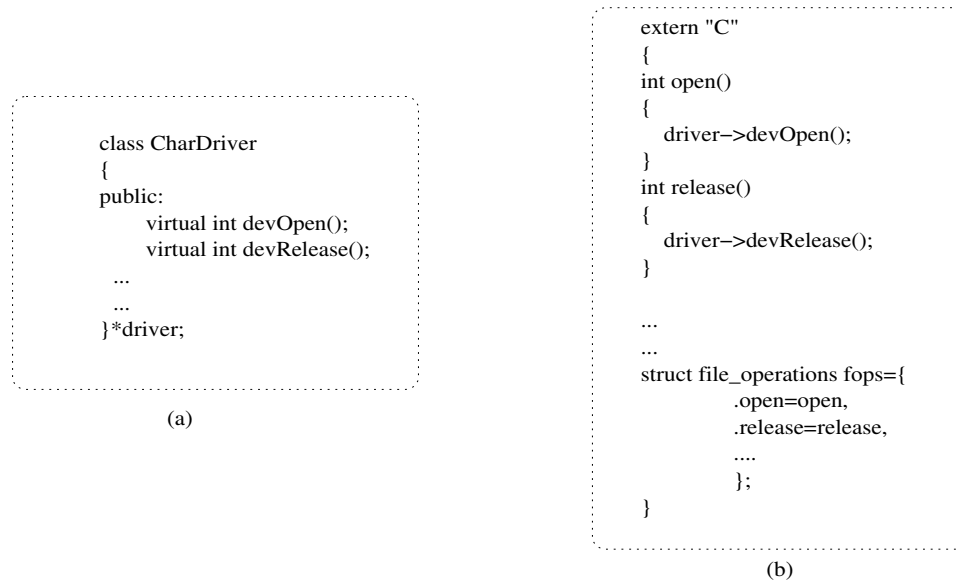 class CharDriver
{
public:
virtual int devOpen();
virtual int devRelease();
...
...
}*driver;
(a)
extern "C"
{
int open()
{
driver−>devOpen();
}
int release()
{
driver−>devRelease();
}
...
...
struct file_operations fops={
.open=open,
.release=release,
....
};
}
(b)